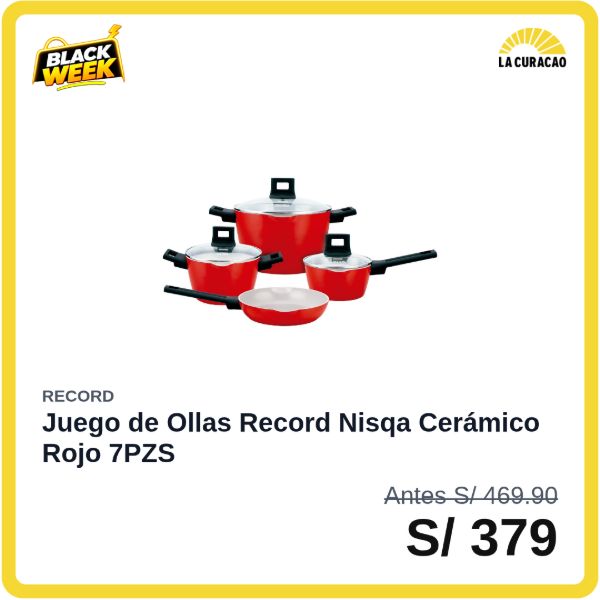 BLACK
WEEK
LA CURACAO
RECORD
Juego de Ollas Record Nisqa Cerámico
Rojo 7PZS
Antes S/ 469.90
S/ 379